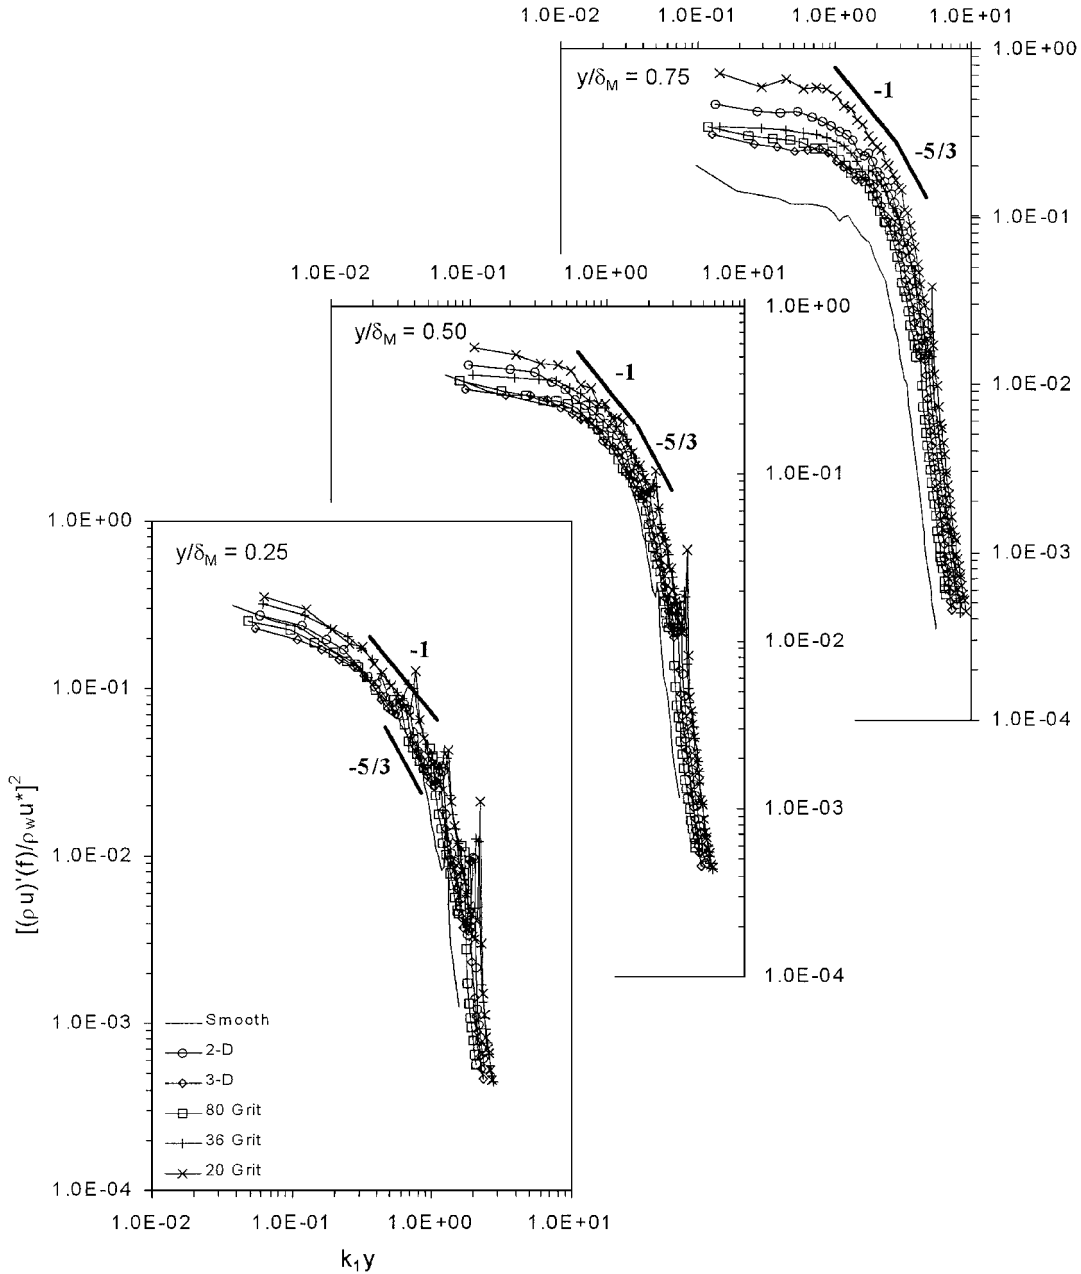 1.0E-02 1.0E-01 1.0E+00 1.0E+01
1.0E+00
y/δM = 0.75
-1
-5/3
1.0E-01
1.0E-02 1.0E-01 1.0E+00 1.0E+01
1.0E+00
y/δM = 0.50
-1
1.0E-02
-5/3
1.0E-01
1.0E+00
1.0E-03
y/δM = 0.25
1.0E-02
-1
1.0E-01
1.0E-04
-5/3
1.0E-03
1.0E-02
[(ρu)'(f)/ρwu*]²
1.0E-04
Smooth
1.0E-03
2-D
3-D
80 Grit
36 Grit
20 Grit
1.0E-04
1.0E-02 1.0E-01 1.0E+00 1.0E+01
k₁y